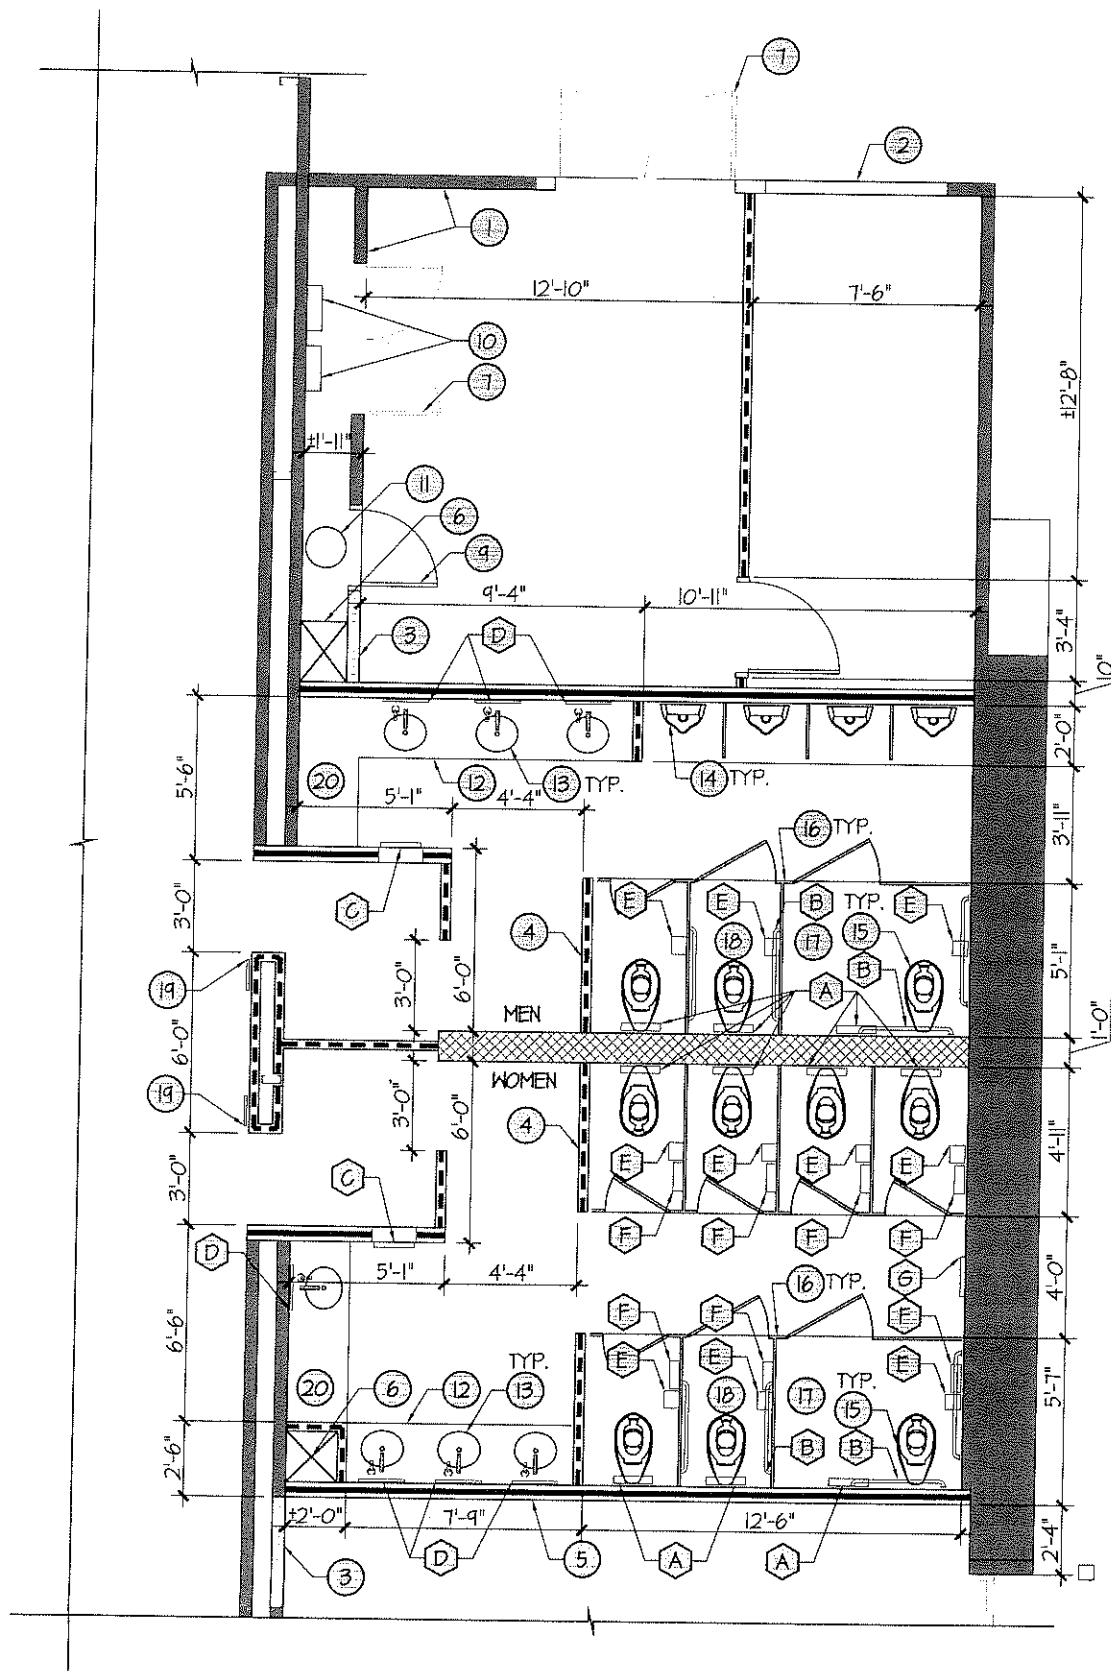 7
2
1
12'-10"
7'-6"
10
7
±12'-8"
±1'-11"
11
6
9
9'-4"
10'-11"
3
D
3'-4"
10"
5'-6"
2'-0"
20
12
13 TYP.
14 TYP.
5'-1"
4'-4"
3'-11"
16 TYP.
C
3'-0"
E
E
B
TYP.
E
4
18
17
15
5'-1"
19
3'-0"
6'-0"
A
B
6'-0"
MEN
1'-0"
WOMEN
19
3'-0"
6'-0"
4
4'-11"
E
E
E
E
3'-0"
C
D
F
F
F
F
5'-1"
4'-4"
16 TYP.
G
4'-0"
F
F
E
6'-6"
E
E
TYP.
20
6
12
13
18
17
TYP.
15
5'-7"
B
B
2'-6"
±2'-0"
7'-9"
12'-6"
3
D
5
A
A
2'-4"